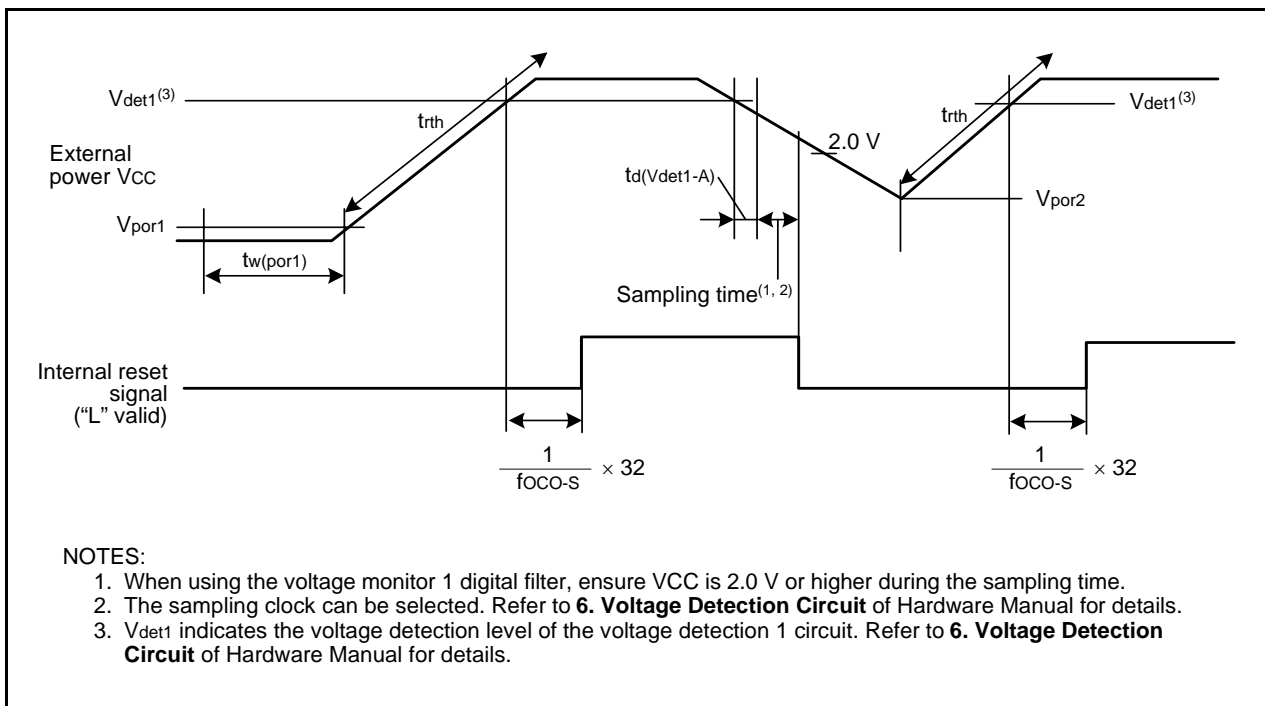 Vdet1(3)
trth
External
power VCC
Vpor1
tw(por1)
td(Vdet1-A)
Sampling time(1, 2)
2.0 V
trth
Vdet1(3)
Vpor2
Internal reset
signal
(“L” valid)
1
fOCO-S
× 32
1
fOCO-S
× 32
NOTES:
1. When using the voltage monitor 1 digital filter, ensure VCC is 2.0 V or higher during the sampling time.
2. The sampling clock can be selected. Refer to 6. Voltage Detection Circuit of Hardware Manual for details.
3. Vdet1 indicates the voltage detection level of the voltage detection 1 circuit. Refer to 6. Voltage Detection
Circuit of Hardware Manual for details.